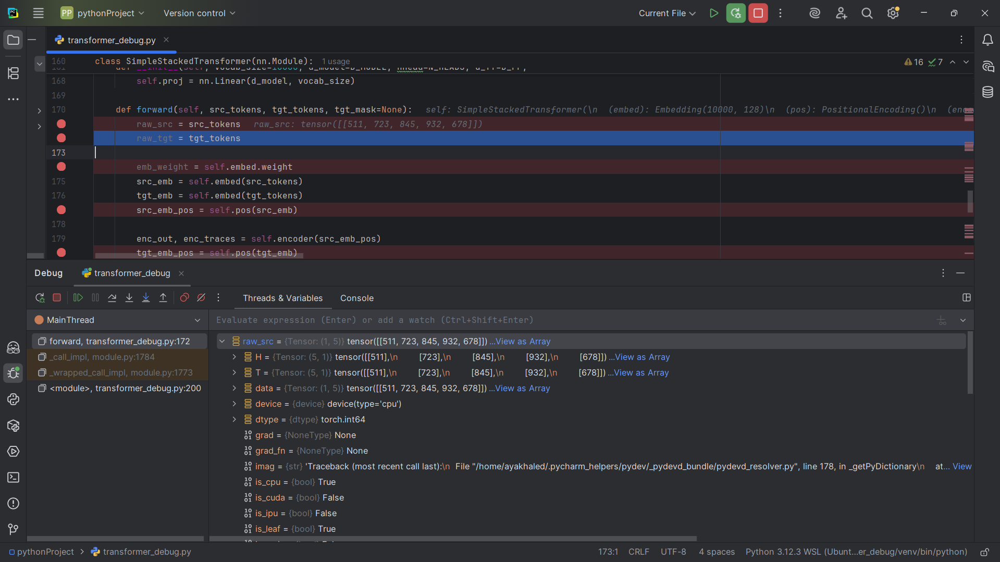 PP pythonProject Version control Current File
transformer_debug.py
160 class SimpleStackedTransformer(nn.Module): 1 usage 16 7
168 self.proj = nn.Linear(d_model, vocab_size)
169
170 def forward(self, src_tokens, tgt_tokens, tgt_mask=None): self: SimpleStackedTransformer(\n (embed): Embedding(10000, 128)\n (pos): PositionalEncoding()\n
raw_src = src_tokens raw_src: tensor([[511, 723, 845, 932, 678]])
raw_tgt = tgt_tokens
173
emb_weight = self.embed.weight
175 src_emb = self.embed(src_tokens)
176 tgt_emb = self.embed(tgt_tokens)
src_emb_pos = self.pos(src_emb)
178
179 enc_out, enc_traces = self.encoder(src_emb_pos)
tgt_emb_pos = self.pos(tgt_emb)
Debug transformer_debug
Threads & Variables Console
MainThread
Evaluate expression (Enter) or add a watch (Ctrl+Shift+Enter)
forward, transformer_debug.py:172
_call_impl, module.py:1784
_wrapped_call_impl, module.py:1773
<module>, transformer_debug.py:200
raw_src = {Tensor: (1, 5)} tensor([[511, 723, 845, 932, 678]]) ...View as Array
H = {Tensor: (5, 1)} tensor([[511],\n [723],\n [845],\n [932],\n [678]]) ...View as Array
T = {Tensor: (5, 1)} tensor([[511],\n [723],\n [845],\n [932],\n [678]]) ...View as Array
data = {Tensor: (1, 5)} tensor([[511, 723, 845, 932, 678]]) ...View as Array
device = {device} device(type='cpu')
dtype = {dtype} torch.int64
grad = {NoneType} None
grad_fn = {NoneType} None
imag = {str} 'Traceback (most recent call last):\n File "/home/ayakhaled/.pycharm_helpers/pydev/_pydevd_bundle/pydevd_resolver.py", line 178, in _getPyDictionary\n at... View
is_cpu = {bool} True
is_cuda = {bool} False
is_ipu = {bool} False
is_leaf = {bool} True
pythonProject > transformer_debug.py
173:1 CRLF UTF-8 4 spaces Python 3.12.3 WSL (Ubunt...er_debug/venv/bin/python)